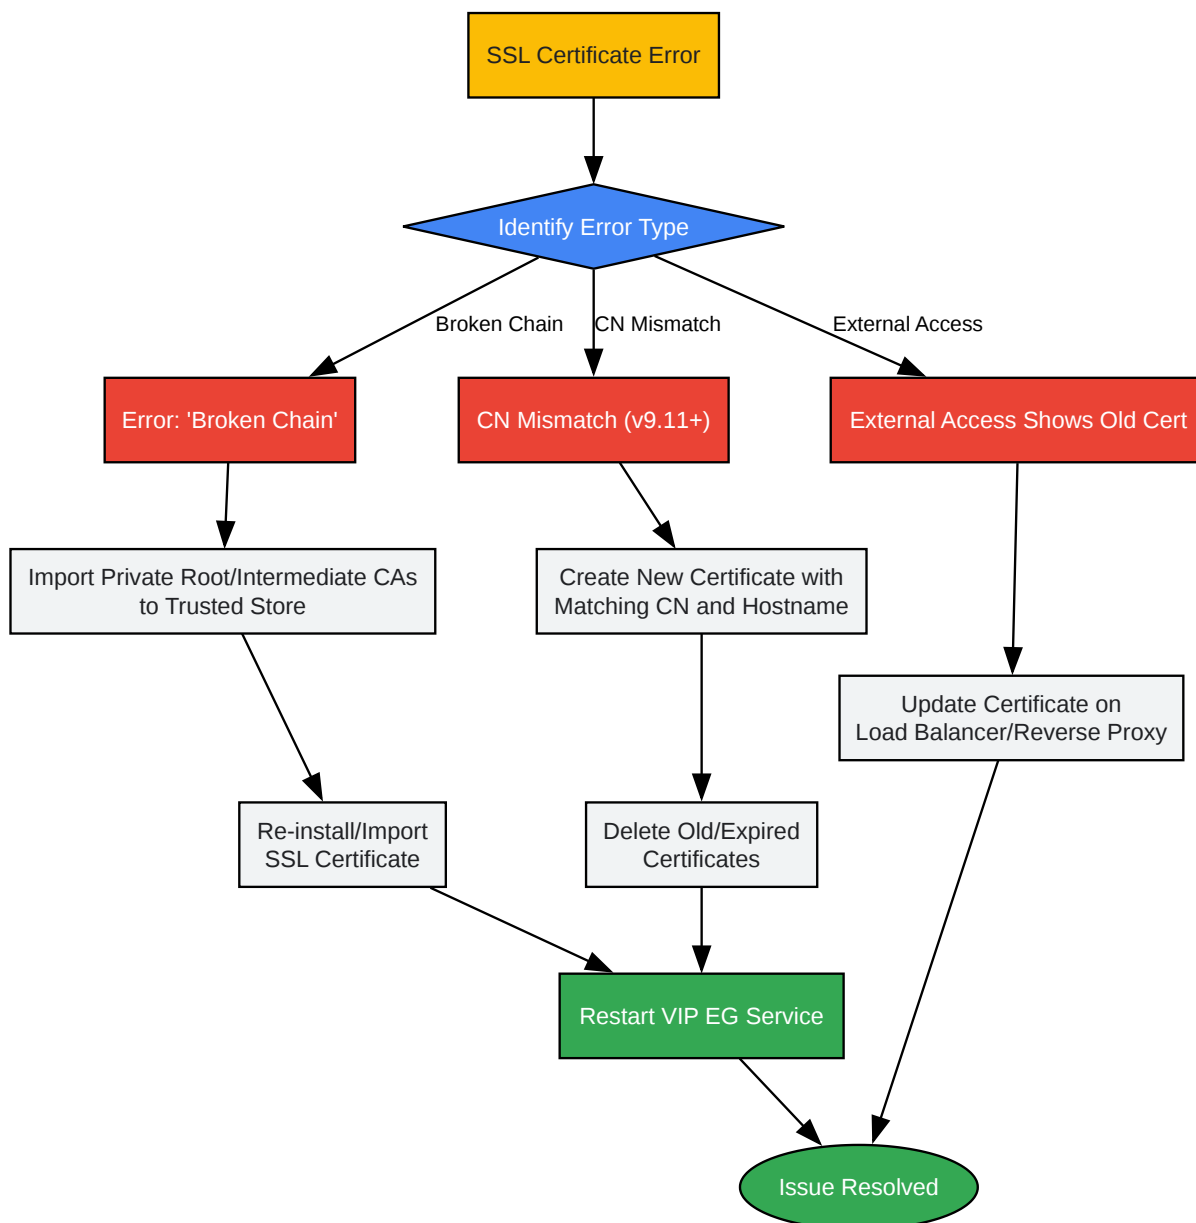 SSL Certificate Error
Identify Error Type
Broken Chain
CN Mismatch
External Access
Error: 'Broken Chain'
CN Mismatch (v9.11+)
External Access Shows Old Cert
Import Private Root/Intermediate CAs
to Trusted Store
Create New Certificate with
Matching CN and Hostname
Update Certificate on
Load Balancer/Reverse Proxy
Re-install/Import
SSL Certificate
Delete Old/Expired
Certificates
Restart VIP EG Service
Issue Resolved